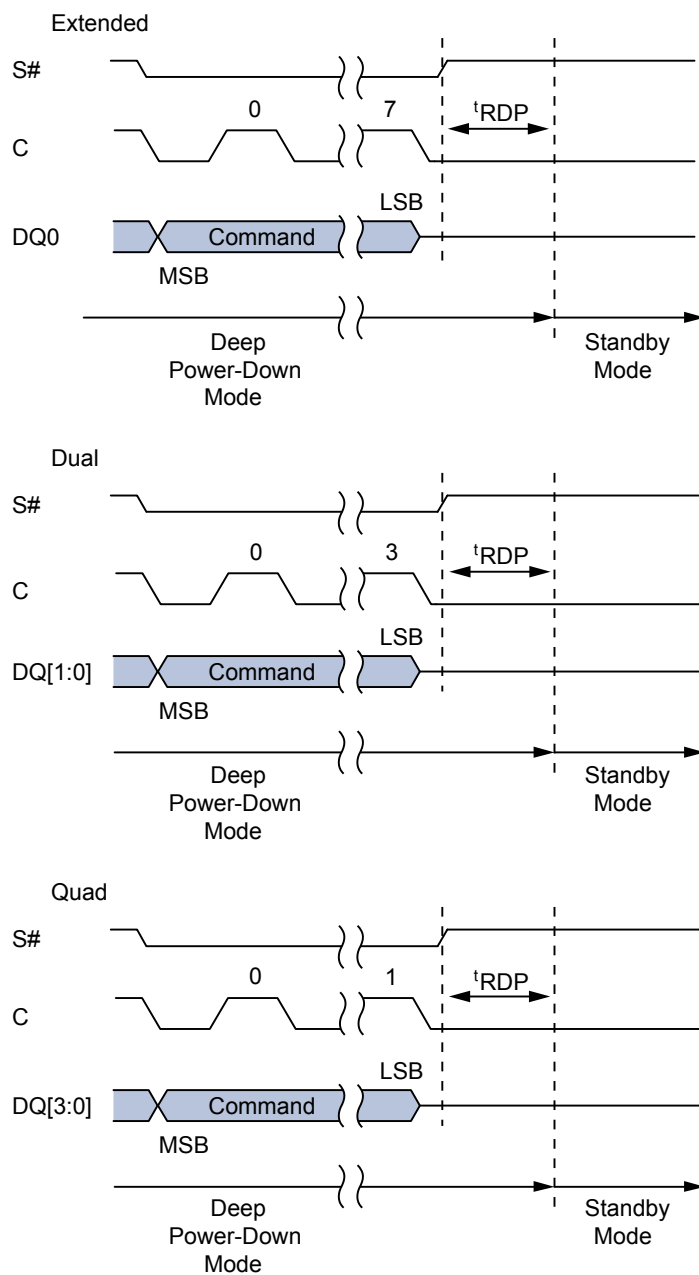 Extended
S#
0 7
tRDP
C
LSB
DQ0
Command
MSB
Deep
Power-Down
Mode
Standby
Mode
Dual
S#
0 3
tRDP
C
LSB
DQ[1:0]
Command
MSB
Deep
Power-Down
Mode
Standby
Mode
Quad
S#
0 1
tRDP
C
LSB
DQ[3:0]
Command
MSB
Deep
Power-Down
Mode
Standby
Mode